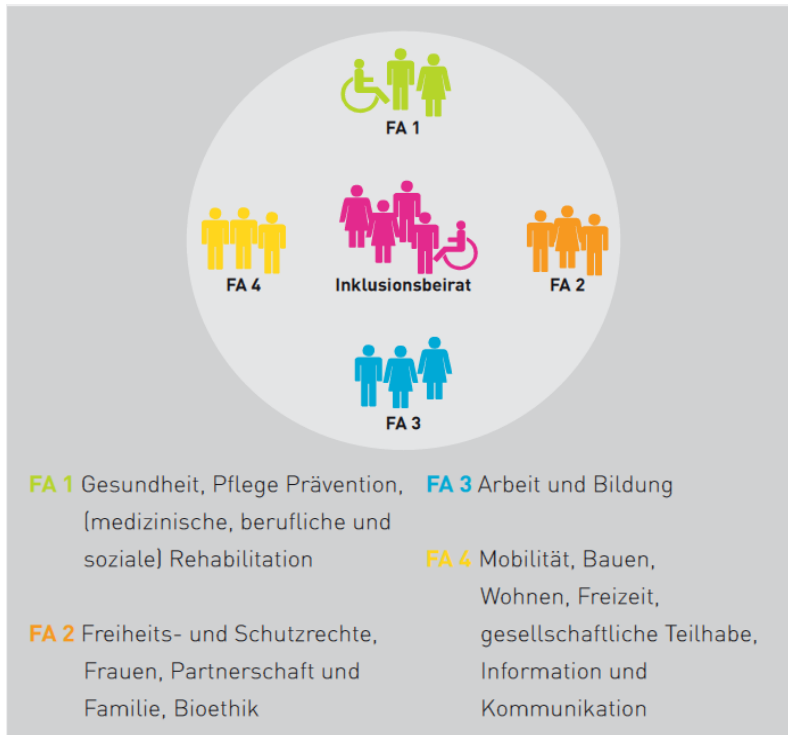 FA 1
FA 4
Inklusionsbeirat
FA 2
FA 3
FA 1 Gesundheit, Pflege Prävention,
(medizinische, berufliche und
soziale) Rehabilitation
FA 2 Freiheits- und Schutzrechte,
Frauen, Partnerschaft und
Familie, Bioethik
FA 3 Arbeit und Bildung
FA 4 Mobilität, Bauen,
Wohnen, Freizeit,
gesellschaftliche Teilhabe,
Information und
Kommunikation